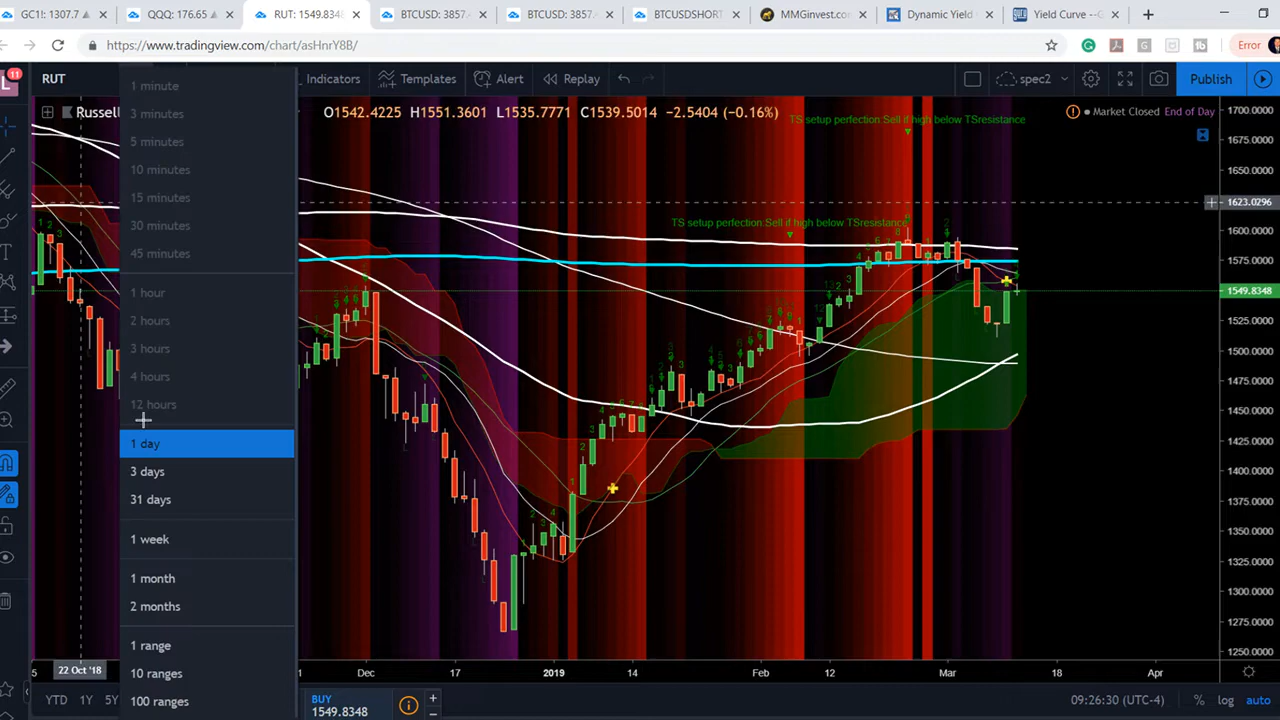 GC1!: 1307.7
QQQ: 176.65
RUT: 1549.8348
BTCUSD: 3857.
BTCUSD: 3857.
BTCUSDSHORT
MMGinvest.com
Dynamic Yield
Yield Curve --G
https://www.tradingview.com/chart/asHnrY8B/
Error
11
RUT
Indicators
Templates
Alert
Replay
spec2
Publish
Russell
O1542.4225 H1551.3601 L1535.7771 C1539.5014 -2.5404 (-0.16%)
Market Closed End of Day
TS setup perfection:Sell if high below TSresistance
TS setup perfection:Sell if high below TSresistance
1 minute
3 minutes
5 minutes
10 minutes
15 minutes
30 minutes
45 minutes
1 hour
2 hours
3 hours
4 hours
12 hours
1 day
3 days
31 days
1 week
1 month
2 months
1 range
10 ranges
100 ranges
1700.0000
1675.0000
1650.0000
1623.0296
1600.0000
1575.0000
1549.8348
1525.0000
1500.0000
1475.0000
1450.0000
1425.0000
1400.0000
1375.0000
1350.0000
1325.0000
1300.0000
1275.0000
1250.0000
5
22 Oct '18
Dec
17
2019
14
Feb
12
Mar
18
Apr
YTD 1Y 5Y
BUY
1549.8348
09:26:30 (UTC-4)
% log auto